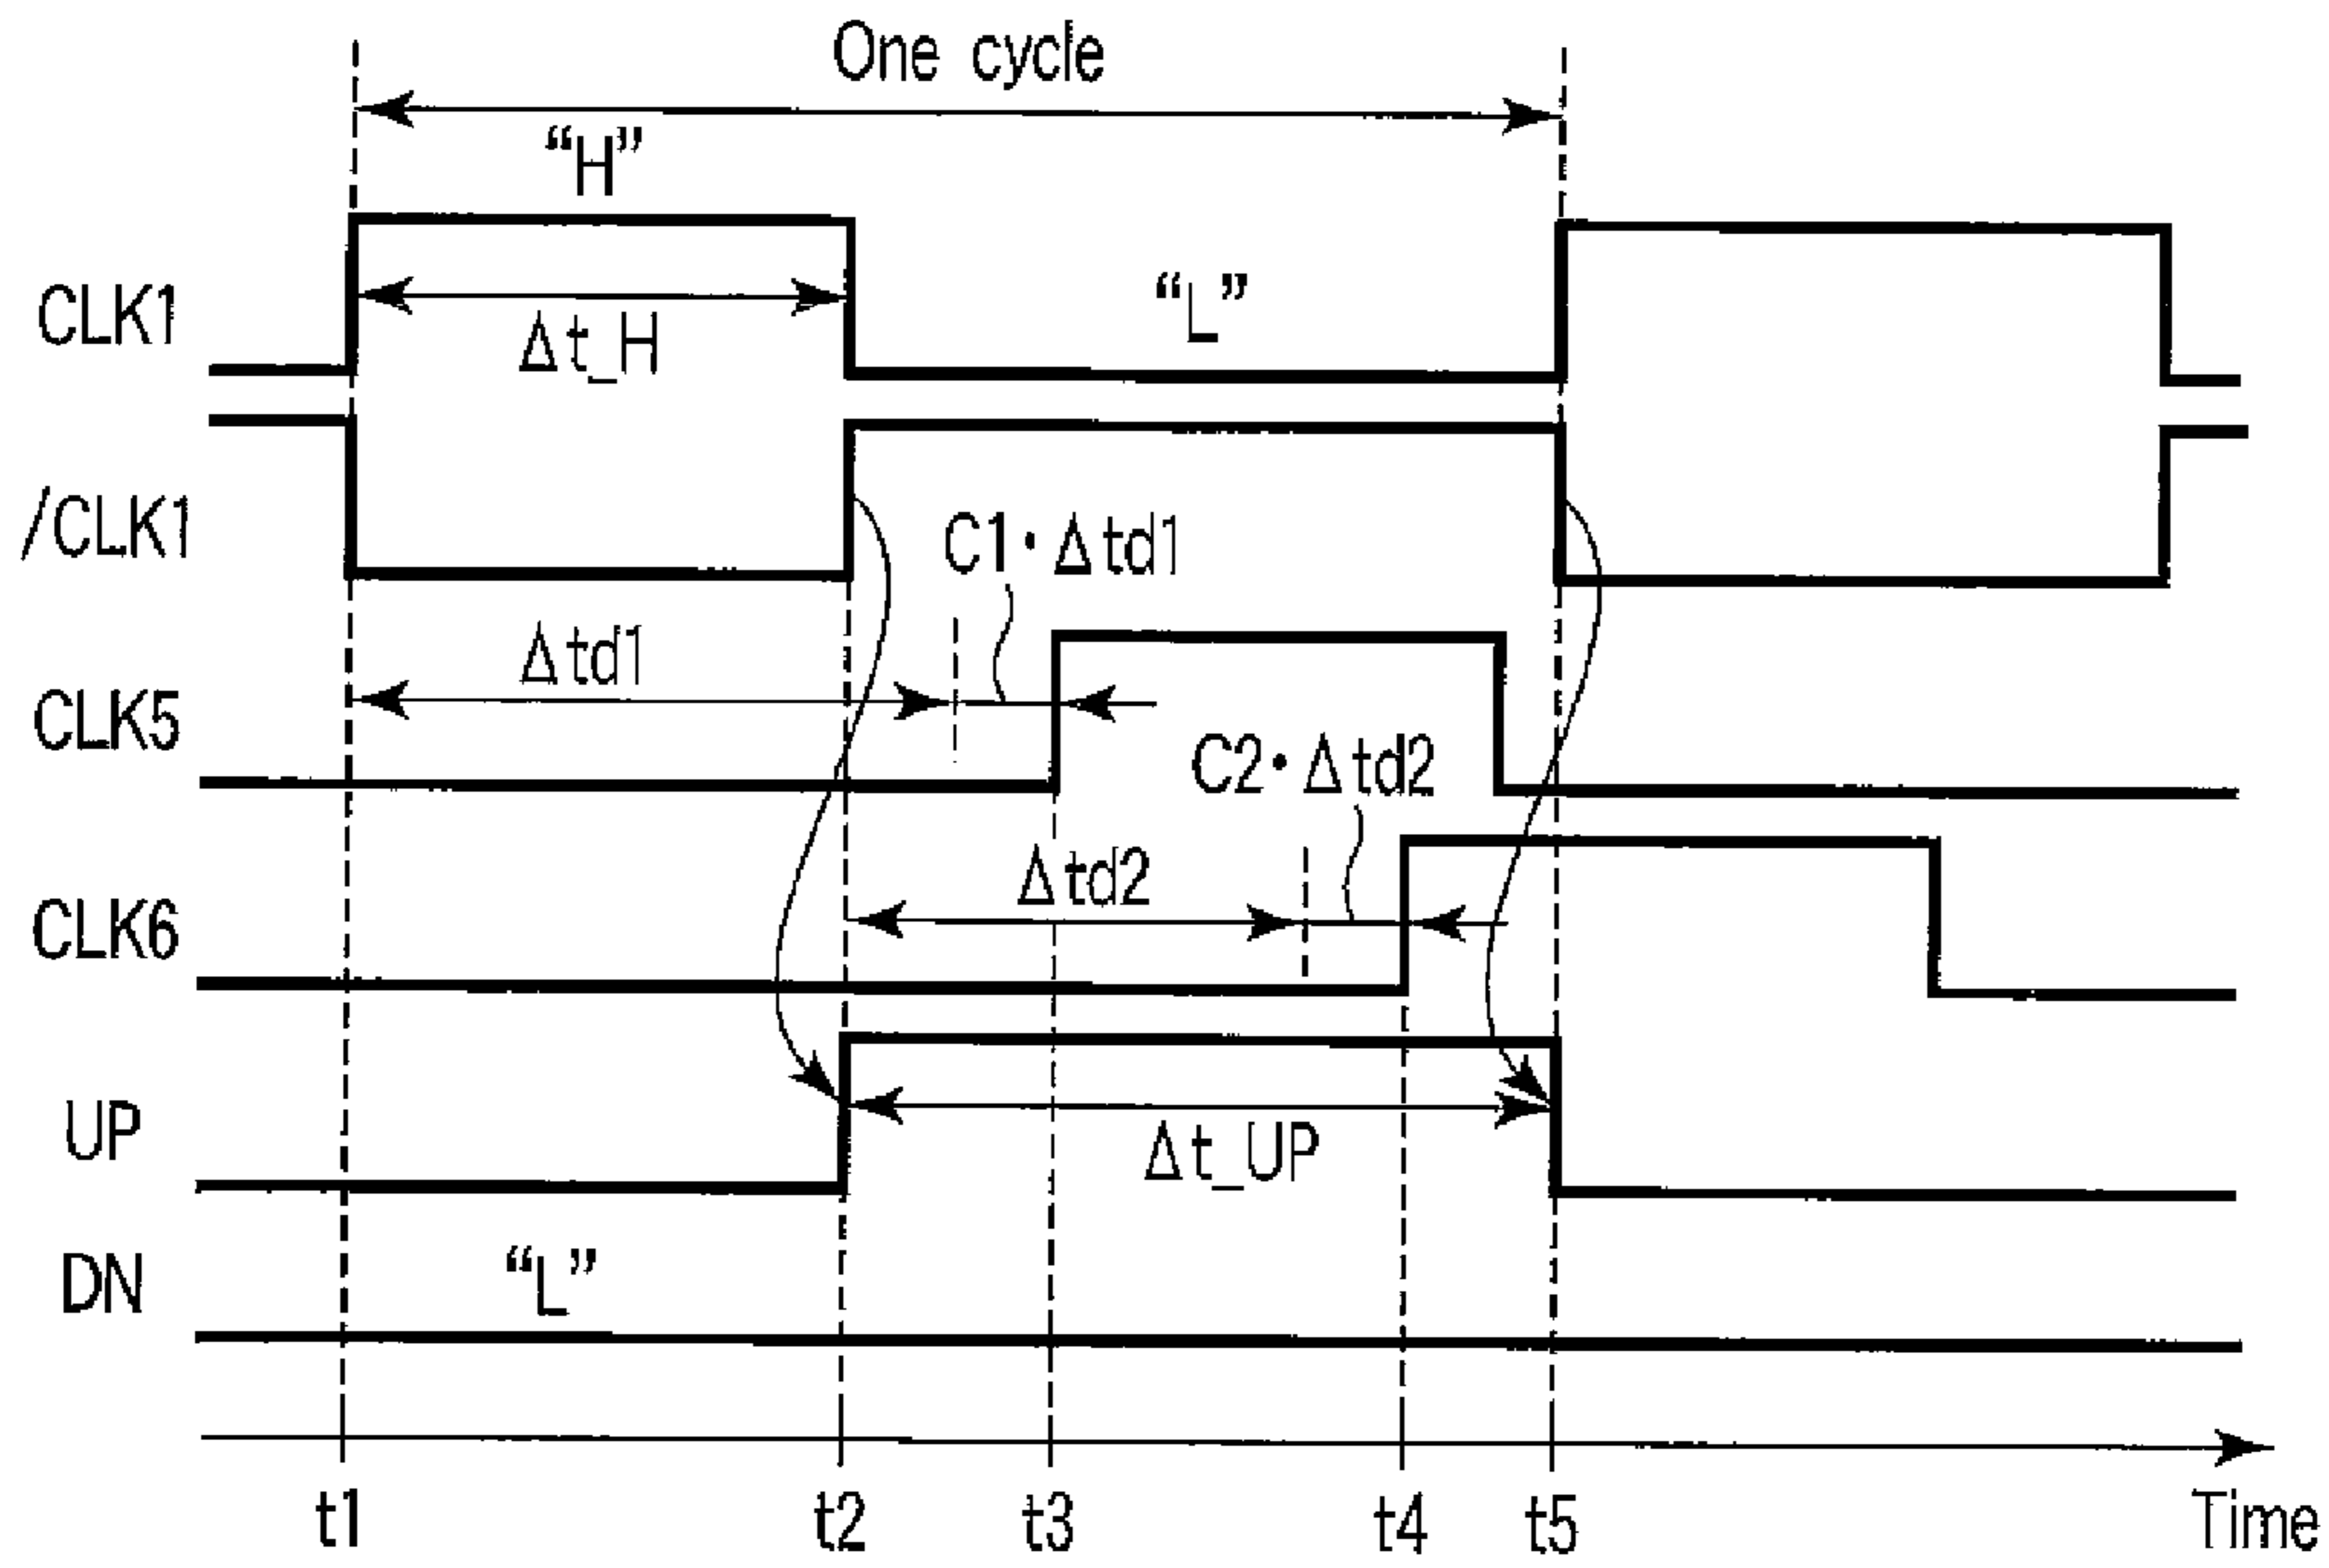 One cycle
“H”
CLK1
Δt_H
“L”
/CLK1
C1・Δtd1
Δtd1
CLK5
C2・Δtd2
Δtd2
CLK6
UP
Δt_UP
DN
“L”
t1 t2 t3 t4 t5 Time